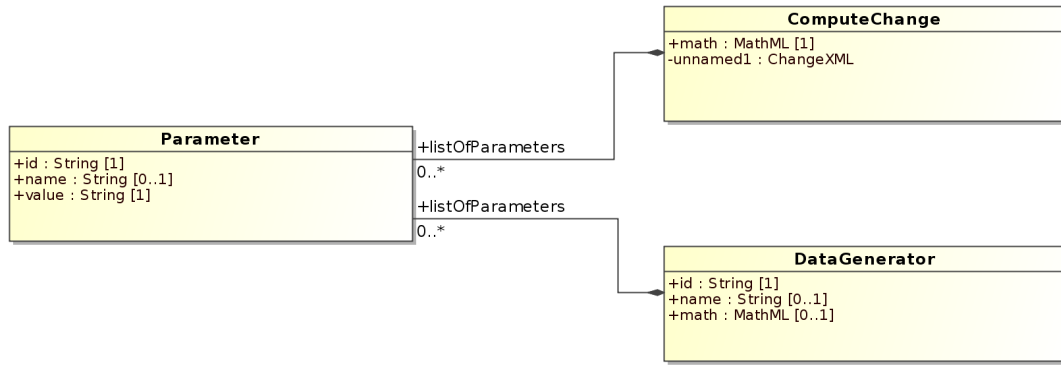 ComputeChange
+math : MathML [1]
-unnamed1 : ChangeXML
Parameter
+id : String [1]
+name : String [0..1]
+value : String [1]
+listOfParameters
0..*
+listOfParameters
0..*
DataGenerator
+id : String [1]
+name : String [0..1]
+math : MathML [0..1]